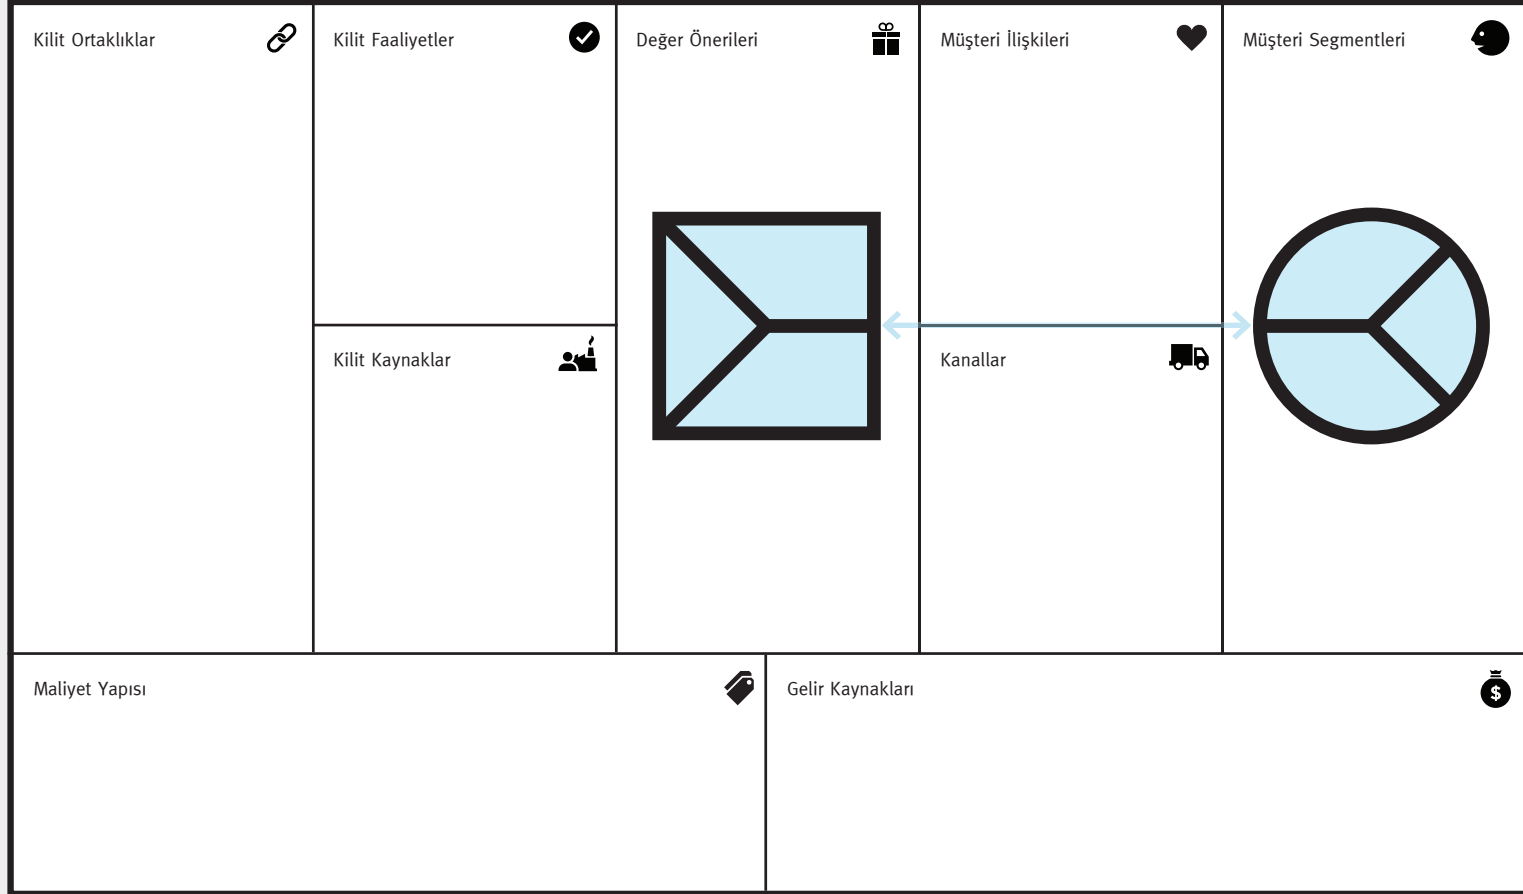 Kilit Ortaklıklar
Kilit Faaliyetler
Değer Önerileri
Müşteri İlişkileri
Müşteri Segmentleri
Kilit Kaynaklar
Kanallar
Maliyet Yapısı
Gelir Kaynakları
$